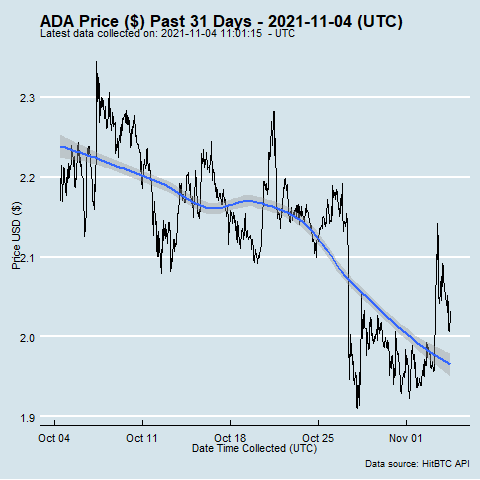 ADA Price ($) Past 31 Days - 2021-11-04 (UTC)
Latest data collected on: 2021-11-04 11:01:15 - UTC
2.3
2.2
2.1
2.0
1.9
Price USD ($)
Oct 04 Oct 11 Oct 18 Oct 25 Nov 01
Date Time Collected (UTC)
Data source: HitBTC API